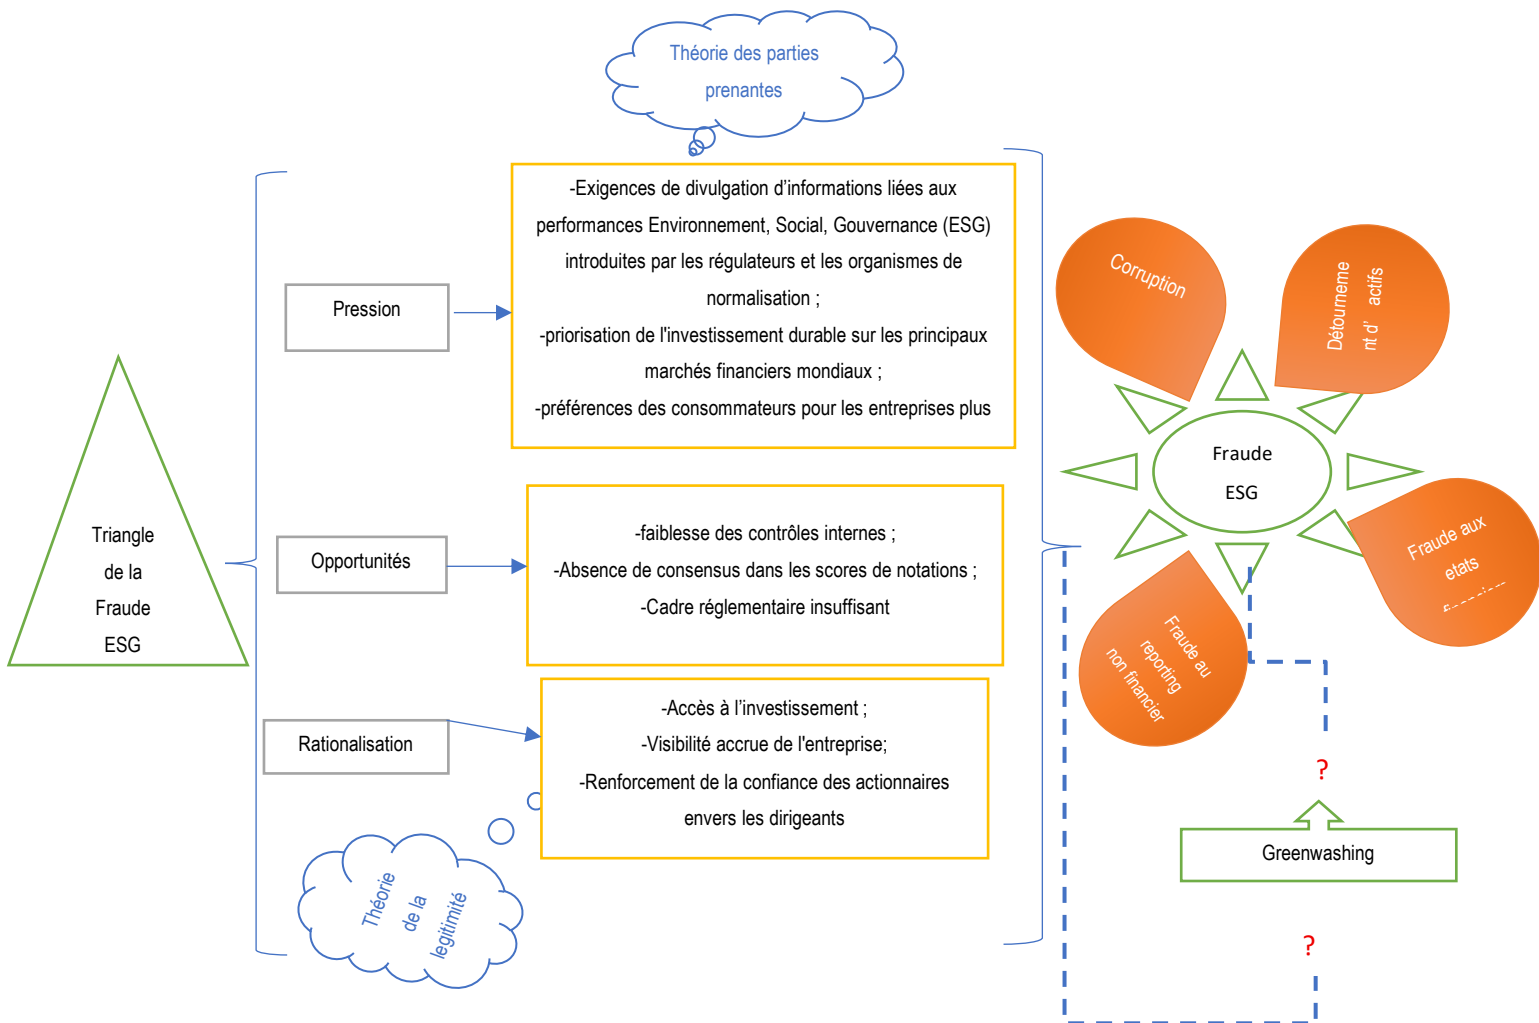 Théorie des parties
prenantes
-Exigences de divulgation d’informations liées aux
performances Environnement, Social, Gouvernance (ESG)
introduites par les régulateurs et les organismes de
normalisation ;
-priorisation de l'investissement durable sur les principaux
marchés financiers mondiaux ;
-préférences des consommateurs pour les entreprises plus
Pression
Triangle
de la
Fraude
ESG
Opportunités
-faiblesse des contrôles internes ;
-Absence de consensus dans les scores de notations ;
-Cadre réglementaire insuffisant
Rationalisation
-Accès à l’investissement ;
-Visibilité accrue de l'entreprise;
-Renforcement de la confiance des actionnaires
envers les dirigeants
Théorie
de la
legitimité
Corruption
Détourneme
nt d’ actifs
Fraude
ESG
Fraude aux
etats
Fraude au
reporting
non financier
?
Greenwashing
?